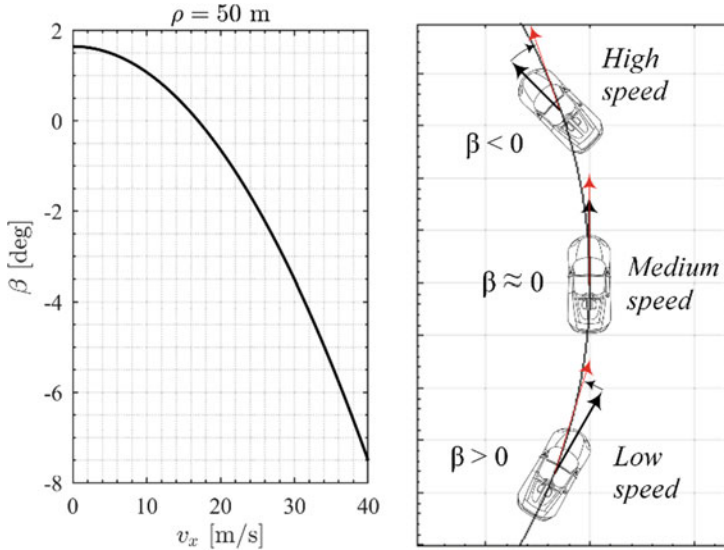 ρ = 50 m
2
0
-2
-4
-6
-8
0 10 20 30 40
β [deg]
v_x [m/s]
High
speed
β < 0
β ≈ 0
Medium
speed
β > 0
Low
speed